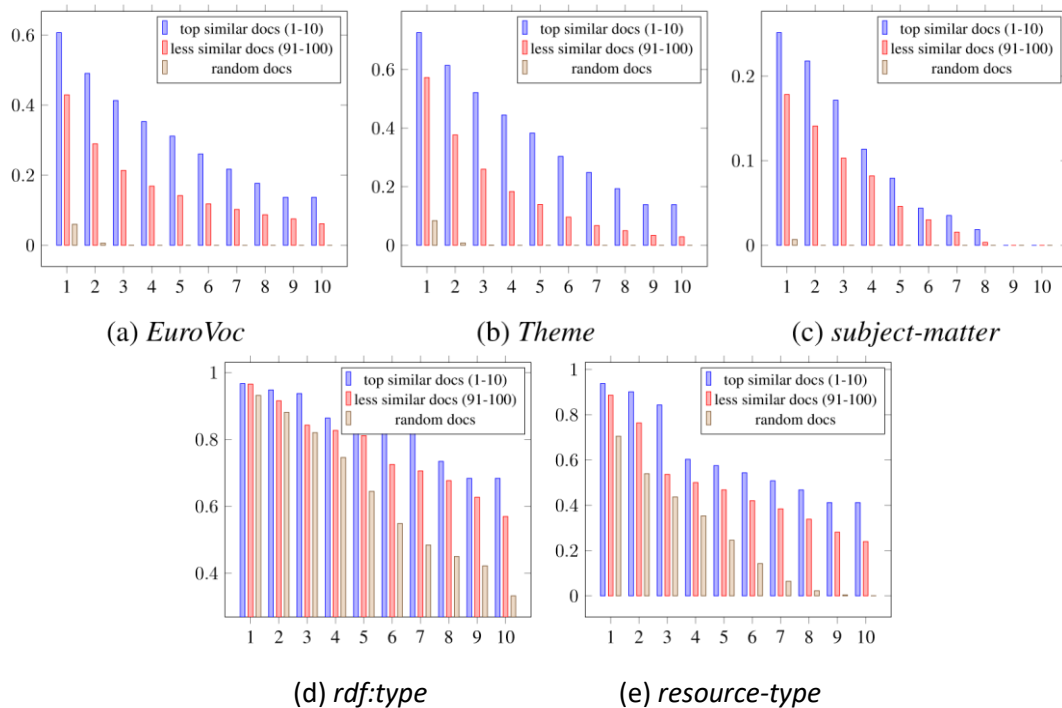 top similar docs (1-10)
less similar docs (91-100)
random docs
0.6
0.4
0.2
0
1 2 3 4 5 6 7 8 9 10
(a) EuroVoc
top similar docs (1-10)
less similar docs (91-100)
random docs
0.6
0.4
0.2
0
1 2 3 4 5 6 7 8 9 10
(b) Theme
top similar docs (1-10)
less similar docs (91-100)
random docs
0.2
0.1
0
1 2 3 4 5 6 7 8 9 10
(c) subject-matter
top similar docs (1-10)
less similar docs (91-100)
random docs
1
0.8
0.6
0.4
1 2 3 4 5 6 7 8 9 10
(d) rdf:type
top similar docs (1-10)
less similar docs (91-100)
random docs
1
0.8
0.6
0.4
0.2
0
1 2 3 4 5 6 7 8 9 10
(e) resource-type